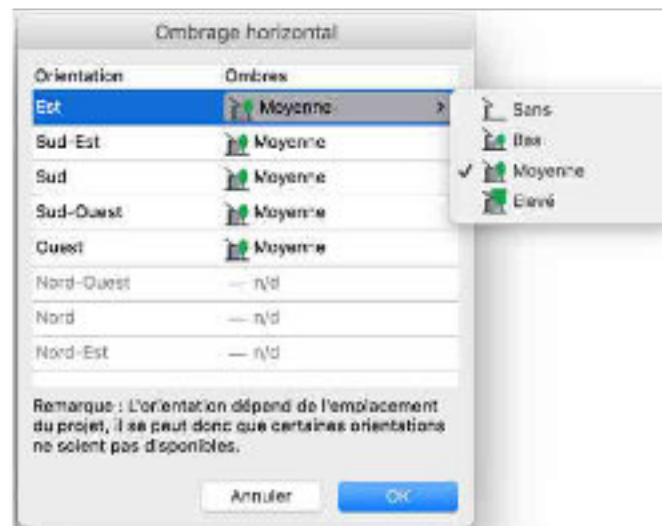 Ombrage horizontal
Orientation Ombres
Est Moyenne
Sans
Sud-Est Moyenne
Bas
Sud Moyenne
Moyenne
Sud-Ouest Moyenne
Elevé
Ouest Moyenne
Nord-Ouest — n/d
Nord — n/d
Nord-Est — n/d
Remarque : L'orientation dépend de l'emplacement
du projet, il se peut donc que certaines orientations
ne soient pas disponibles.
Annuler OK